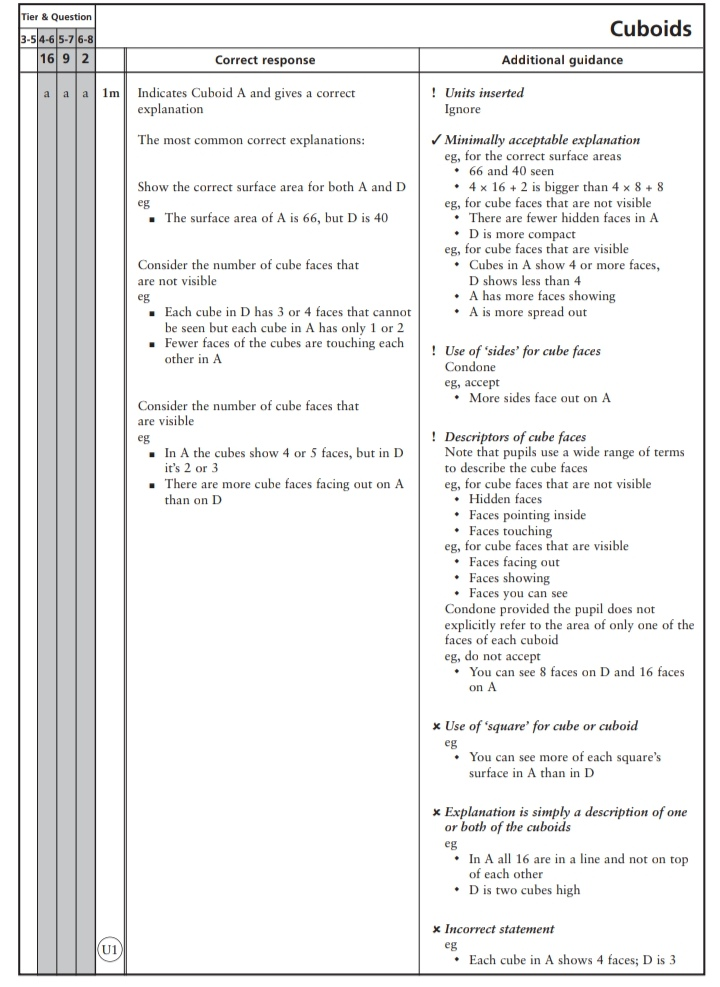 Tier & Question
Cuboids
3-5 4-6 5-7 6-8
16 9 2
Correct response
Additional guidance
a a a 1m
Indicates Cuboid A and gives a correct
explanation
The most common correct explanations:
Show the correct surface area for both A and D
eg
▪ The surface area of A is 66, but D is 40
Consider the number of cube faces that
are not visible
eg
▪ Each cube in D has 3 or 4 faces that cannot
be seen but each cube in A has only 1 or 2
▪ Fewer faces of the cubes are touching each
other in A
Consider the number of cube faces that
are visible
eg
▪ In A the cubes show 4 or 5 faces, but in D
it's 2 or 3
▪ There are more cube faces facing out on A
than on D
! Units inserted
Ignore
✓ Minimally acceptable explanation
eg, for the correct surface areas
• 66 and 40 seen
• 4 × 16 + 2 is bigger than 4 × 8 + 8
eg, for cube faces that are not visible
• There are fewer hidden faces in A
• D is more compact
eg, for cube faces that are visible
• Cubes in A show 4 or more faces,
D shows less than 4
• A has more faces showing
• A is more spread out
! Use of 'sides' for cube faces
Condone
eg, accept
• More sides face out on A
! Descriptors of cube faces
Note that pupils use a wide range of terms
to describe the cube faces
eg, for cube faces that are not visible
• Hidden faces
• Faces pointing inside
• Faces touching
eg, for cube faces that are visible
• Faces facing out
• Faces showing
• Faces you can see
Condone provided the pupil does not
explicitly refer to the area of only one of the
faces of each cuboid
eg, do not accept
• You can see 8 faces on D and 16 faces
on A
✗ Use of 'square' for cube or cuboid
eg
• You can see more of each square's
surface in A than in D
✗ Explanation is simply a description of one
or both of the cuboids
eg
• In A all 16 are in a line and not on top
of each other
• D is two cubes high
✗ Incorrect statement
eg
• Each cube in A shows 4 faces; D is 3
U1